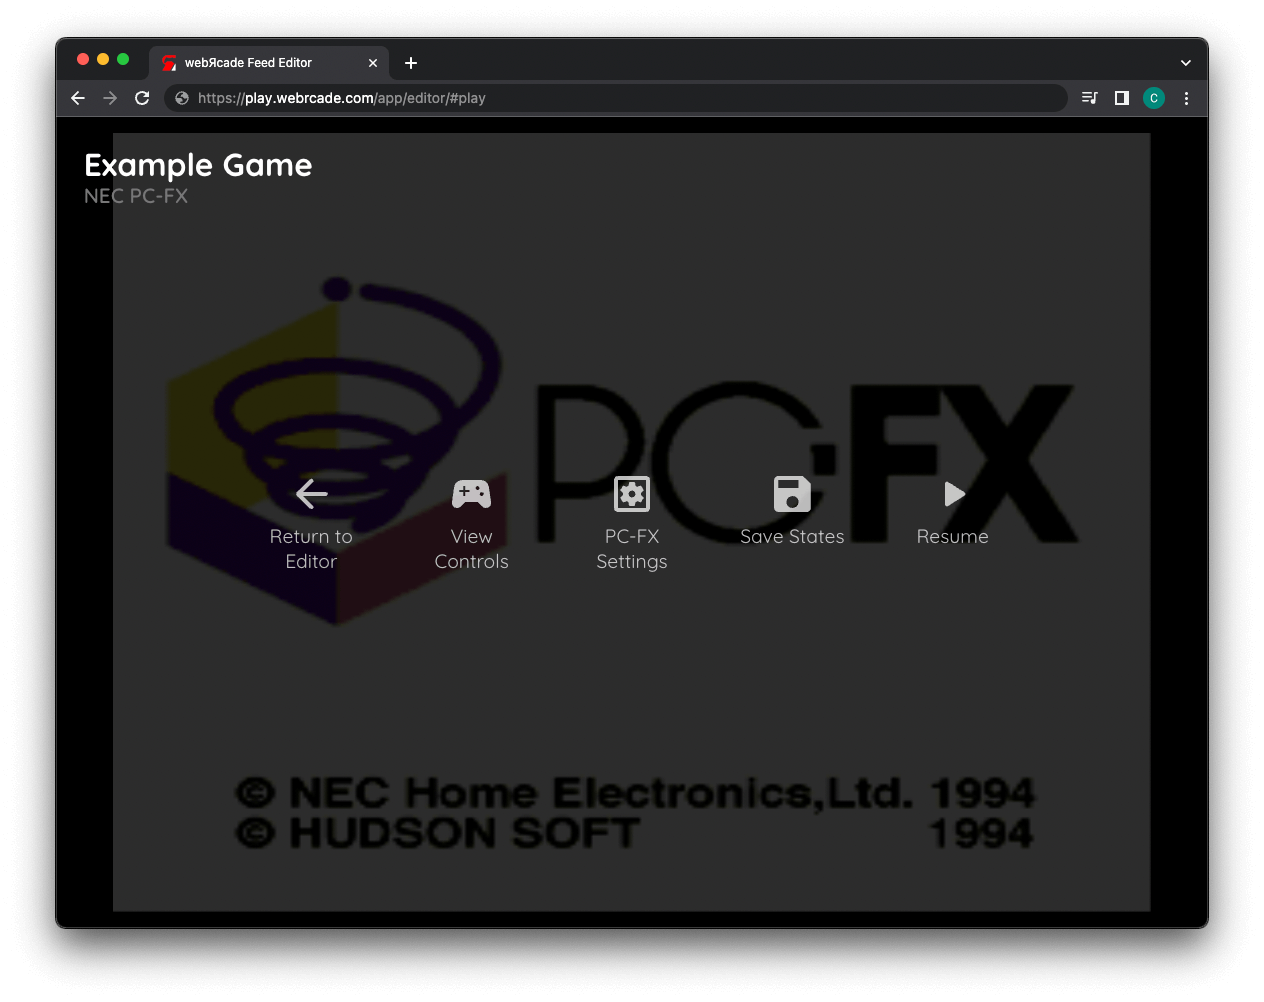 webЯcade Feed Editor
https://play.webrcade.com/app/editor/#play
C
Example Game
NEC PC-FX
PC-FX
Return to
Editor
View
Controls
PC-FX
Settings
Save States
Resume
© NEC Home Electronics,Ltd. 1994
© HUDSON SOFT 1994